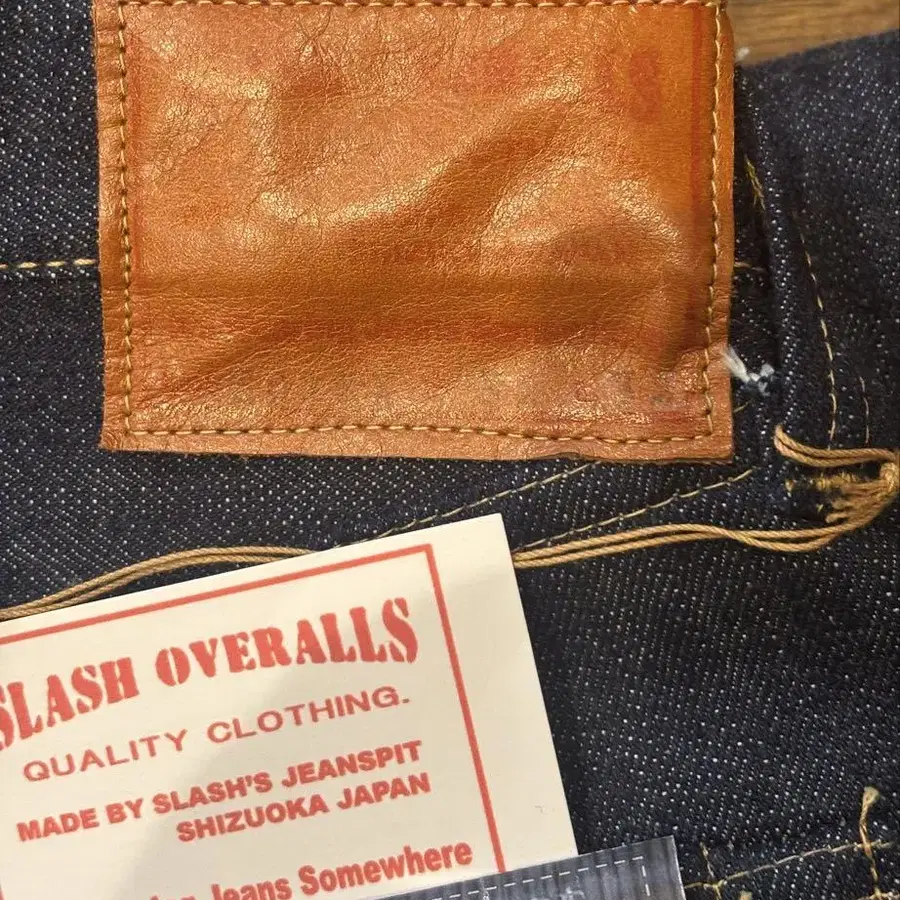 SLASH OVERALLS
QUALITY CLOTHING.
MADE BY SLASH'S JEANSPIT
SHIZUOKA JAPAN
Jeans Somewhere